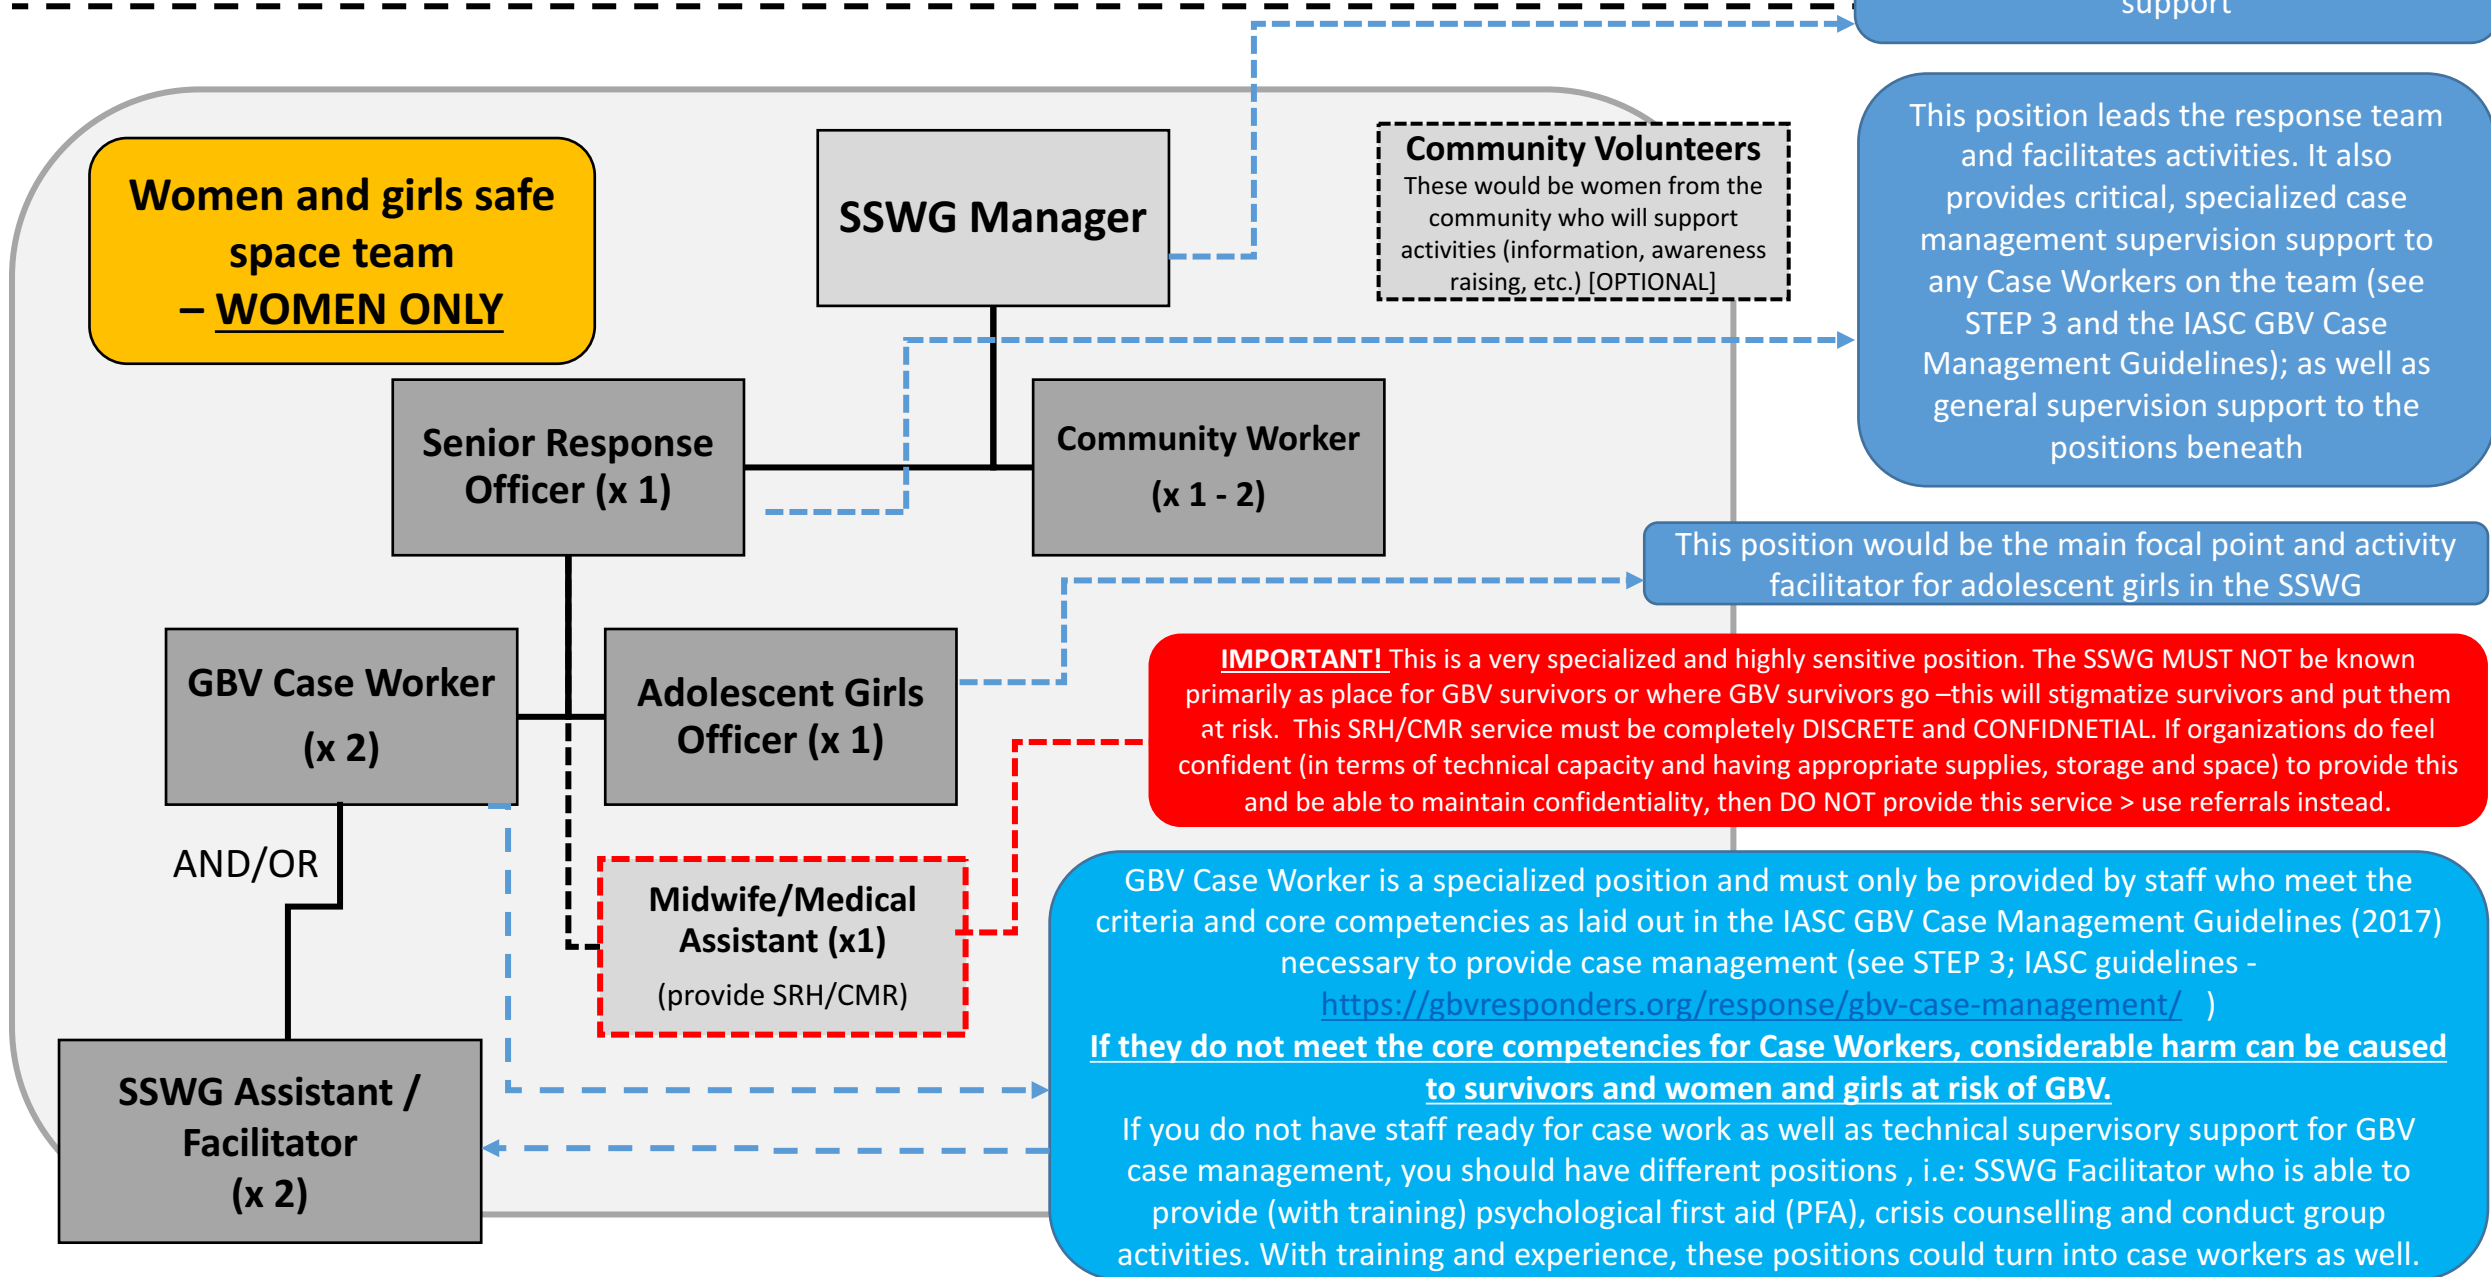 support
Women and girls safe
space team
– WOMEN ONLY
SSWG Manager
Community Volunteers
These would be women from the
community who will support
activities (information, awareness
raising, etc.) [OPTIONAL]
This position leads the response team
and facilitates activities. It also
provides critical, specialized case
management supervision support to
any Case Workers on the team (see
STEP 3 and the IASC GBV Case
Management Guidelines); as well as
general supervision support to the
positions beneath
Senior Response
Officer (x 1)
Community Worker
(x 1 - 2)
This position would be the main focal point and activity
facilitator for adolescent girls in the SSWG
GBV Case Worker
(x 2)
Adolescent Girls
Officer (x 1)
IMPORTANT! This is a very specialized and highly sensitive position. The SSWG MUST NOT be known
primarily as place for GBV survivors or where GBV survivors go –this will stigmatize survivors and put them
at risk. This SRH/CMR service must be completely DISCRETE and CONFIDNETIAL. If organizations do feel
confident (in terms of technical capacity and having appropriate supplies, storage and space) to provide this
and be able to maintain confidentiality, then DO NOT provide this service > use referrals instead.
AND/OR
Midwife/Medical
Assistant (x1)
(provide SRH/CMR)
GBV Case Worker is a specialized position and must only be provided by staff who meet the
criteria and core competencies as laid out in the IASC GBV Case Management Guidelines (2017)
necessary to provide case management (see STEP 3; IASC guidelines -
https://gbvresponders.org/response/gbv-case-management/ )
If they do not meet the core competencies for Case Workers, considerable harm can be caused
to survivors and women and girls at risk of GBV.
If you do not have staff ready for case work as well as technical supervisory support for GBV
case management, you should have different positions , i.e: SSWG Facilitator who is able to
provide (with training) psychological first aid (PFA), crisis counselling and conduct group
activities. With training and experience, these positions could turn into case workers as well.
SSWG Assistant /
Facilitator
(x 2)